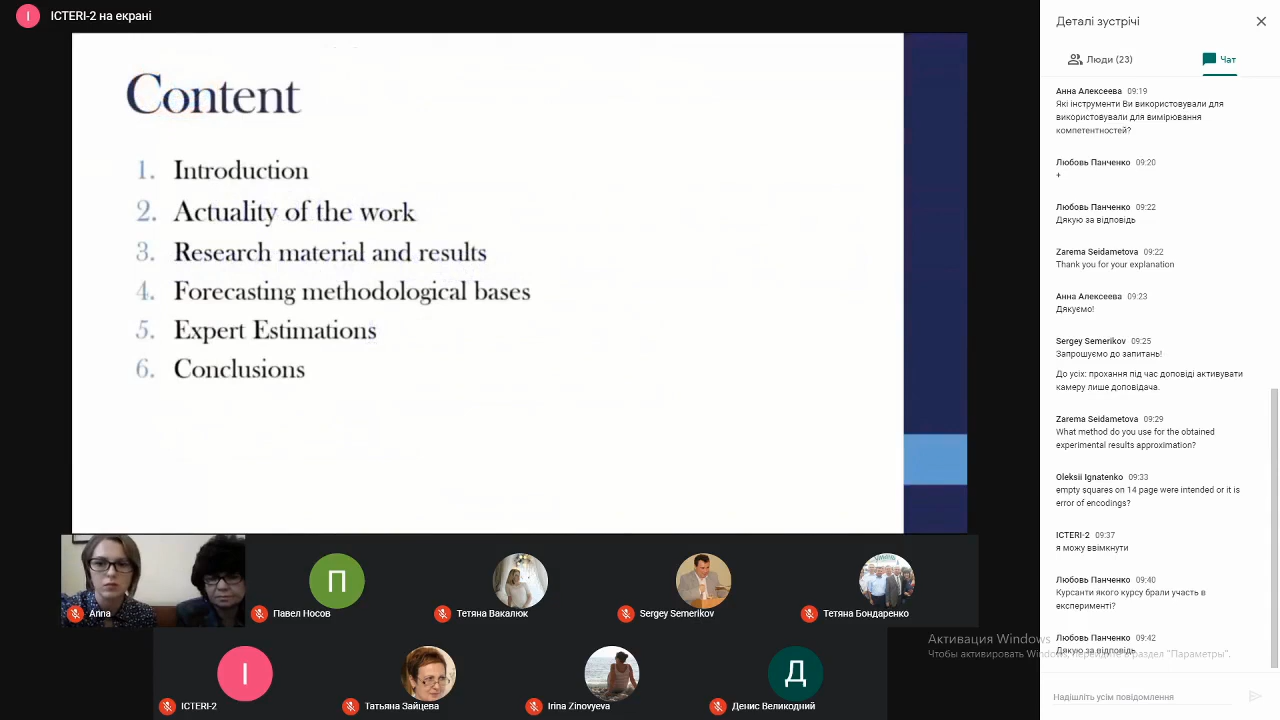 I
ICTERI-2 на екрані
Content
1. Introduction
2. Actuality of the work
3. Research material and results
4. Forecasting methodological bases
5. Expert Estimations
6. Conclusions
Anna
П
Павел Носов
Тетяна Вакалюк
Sergey Semerikov
Тетяна Бондаренко
I
ICTERI-2
Татьяна Зайцева
Irina Zinovyeva
Д
Денис Великодний
Деталі зустрічі
Люди (23)
Чат
Анна Алексеева 09:19
Які інструменти Ви використовували для
використовували для вимірювання
компетентностей?
Любовь Панченко 09:20
+
Любовь Панченко 09:22
Дякую за відповідь
Zarema Seidametova 09:22
Thank you for your explanation
Анна Алексеева 09:23
Дякуємо!
Sergey Semerikov 09:25
Запрошуємо до запитань!
До усіх: прохання під час доповіді активувати
камеру лише доповідача.
Zarema Seidametova 09:29
What method do you use for the obtained
experimental results approximation?
Oleksii Ignatenko 09:33
empty squares on 14 page were intended or it is
error of encodings?
ICTERI-2 09:37
я можу ввімкнути
Любовь Панченко 09:40
Курсанти якого курсу брали участь в
експерименті?
Любовь Панченко 09:42
Дякую за відповідь
Активация Windows
Чтобы активировать Windows, перейдите в раздел "Параметры".
Надішліть усім повідомлення